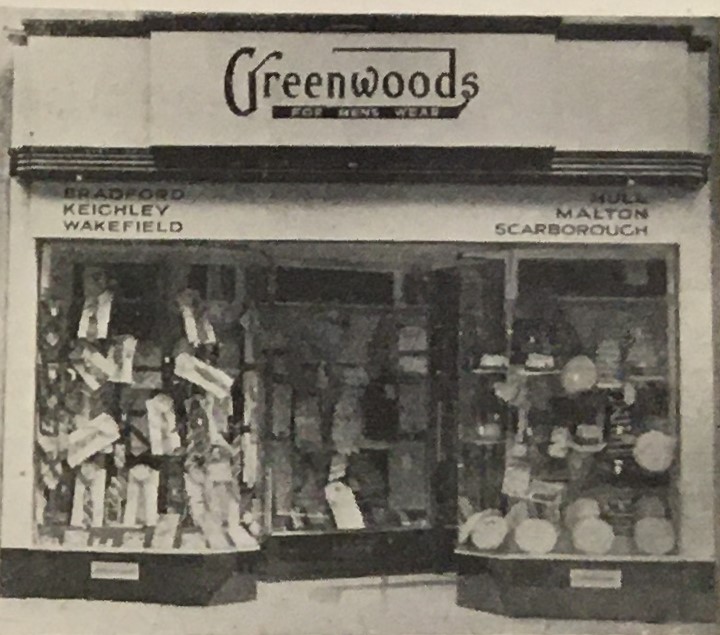 Greenwoods
FOR MENS WEAR
BRADFORD
KEIGHLEY
WAKEFIELD
HULL
MALTON
SCARBOROUGH